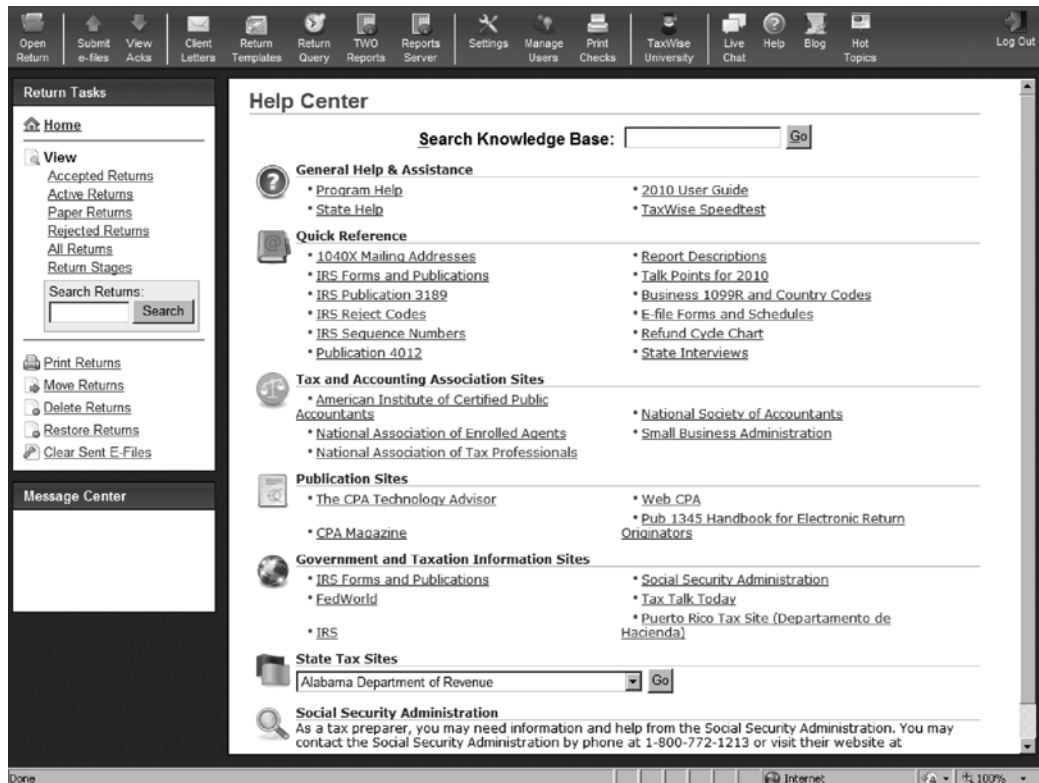 Open Return
Submit e-files
View Acks
Client Letters
Return Templates
Return Query
TWO Reports
Reports Server
Settings
Manage Users
Print Checks
TaxWise University
Live Chat
Help
Blog
Hot Topics
Log Out
Return Tasks
Home
View
Accepted Returns
Active Returns
Paper Returns
Rejected Returns
All Returns
Return Stages
Search Returns:
Search
Print Returns
Move Returns
Delete Returns
Restore Returns
Clear Sent E-Files
Message Center
Help Center
Search Knowledge Base:
Go
General Help & Assistance
• Program Help
• 2010 User Guide
• State Help
• TaxWise Speedtest
Quick Reference
• 1040X Mailing Addresses
• Report Descriptions
• IRS Forms and Publications
• Talk Points for 2010
• IRS Publication 3189
• Business 1099R and Country Codes
• IRS Reject Codes
• E-file Forms and Schedules
• IRS Sequence Numbers
• Refund Cycle Chart
• Publication 4012
• State Interviews
Tax and Accounting Association Sites
• American Institute of Certified Public
Accountants
• National Society of Accountants
• National Association of Enrolled Agents
• Small Business Administration
• National Association of Tax Professionals
Publication Sites
• The CPA Technology Advisor
• Web CPA
• CPA Magazine
• Pub 1345 Handbook for Electronic Return
Originators
Government and Taxation Information Sites
• IRS Forms and Publications
• Social Security Administration
• FedWorld
• Tax Talk Today
• IRS
• Puerto Rico Tax Site (Departamento de
Hacienda)
State Tax Sites
Alabama Department of Revenue
Go
Social Security Administration
As a tax preparer, you may need information and help from the Social Security Administration. You may
contact the Social Security Administration by phone at 1-800-772-1213 or visit their website at
Done
Internet
100%